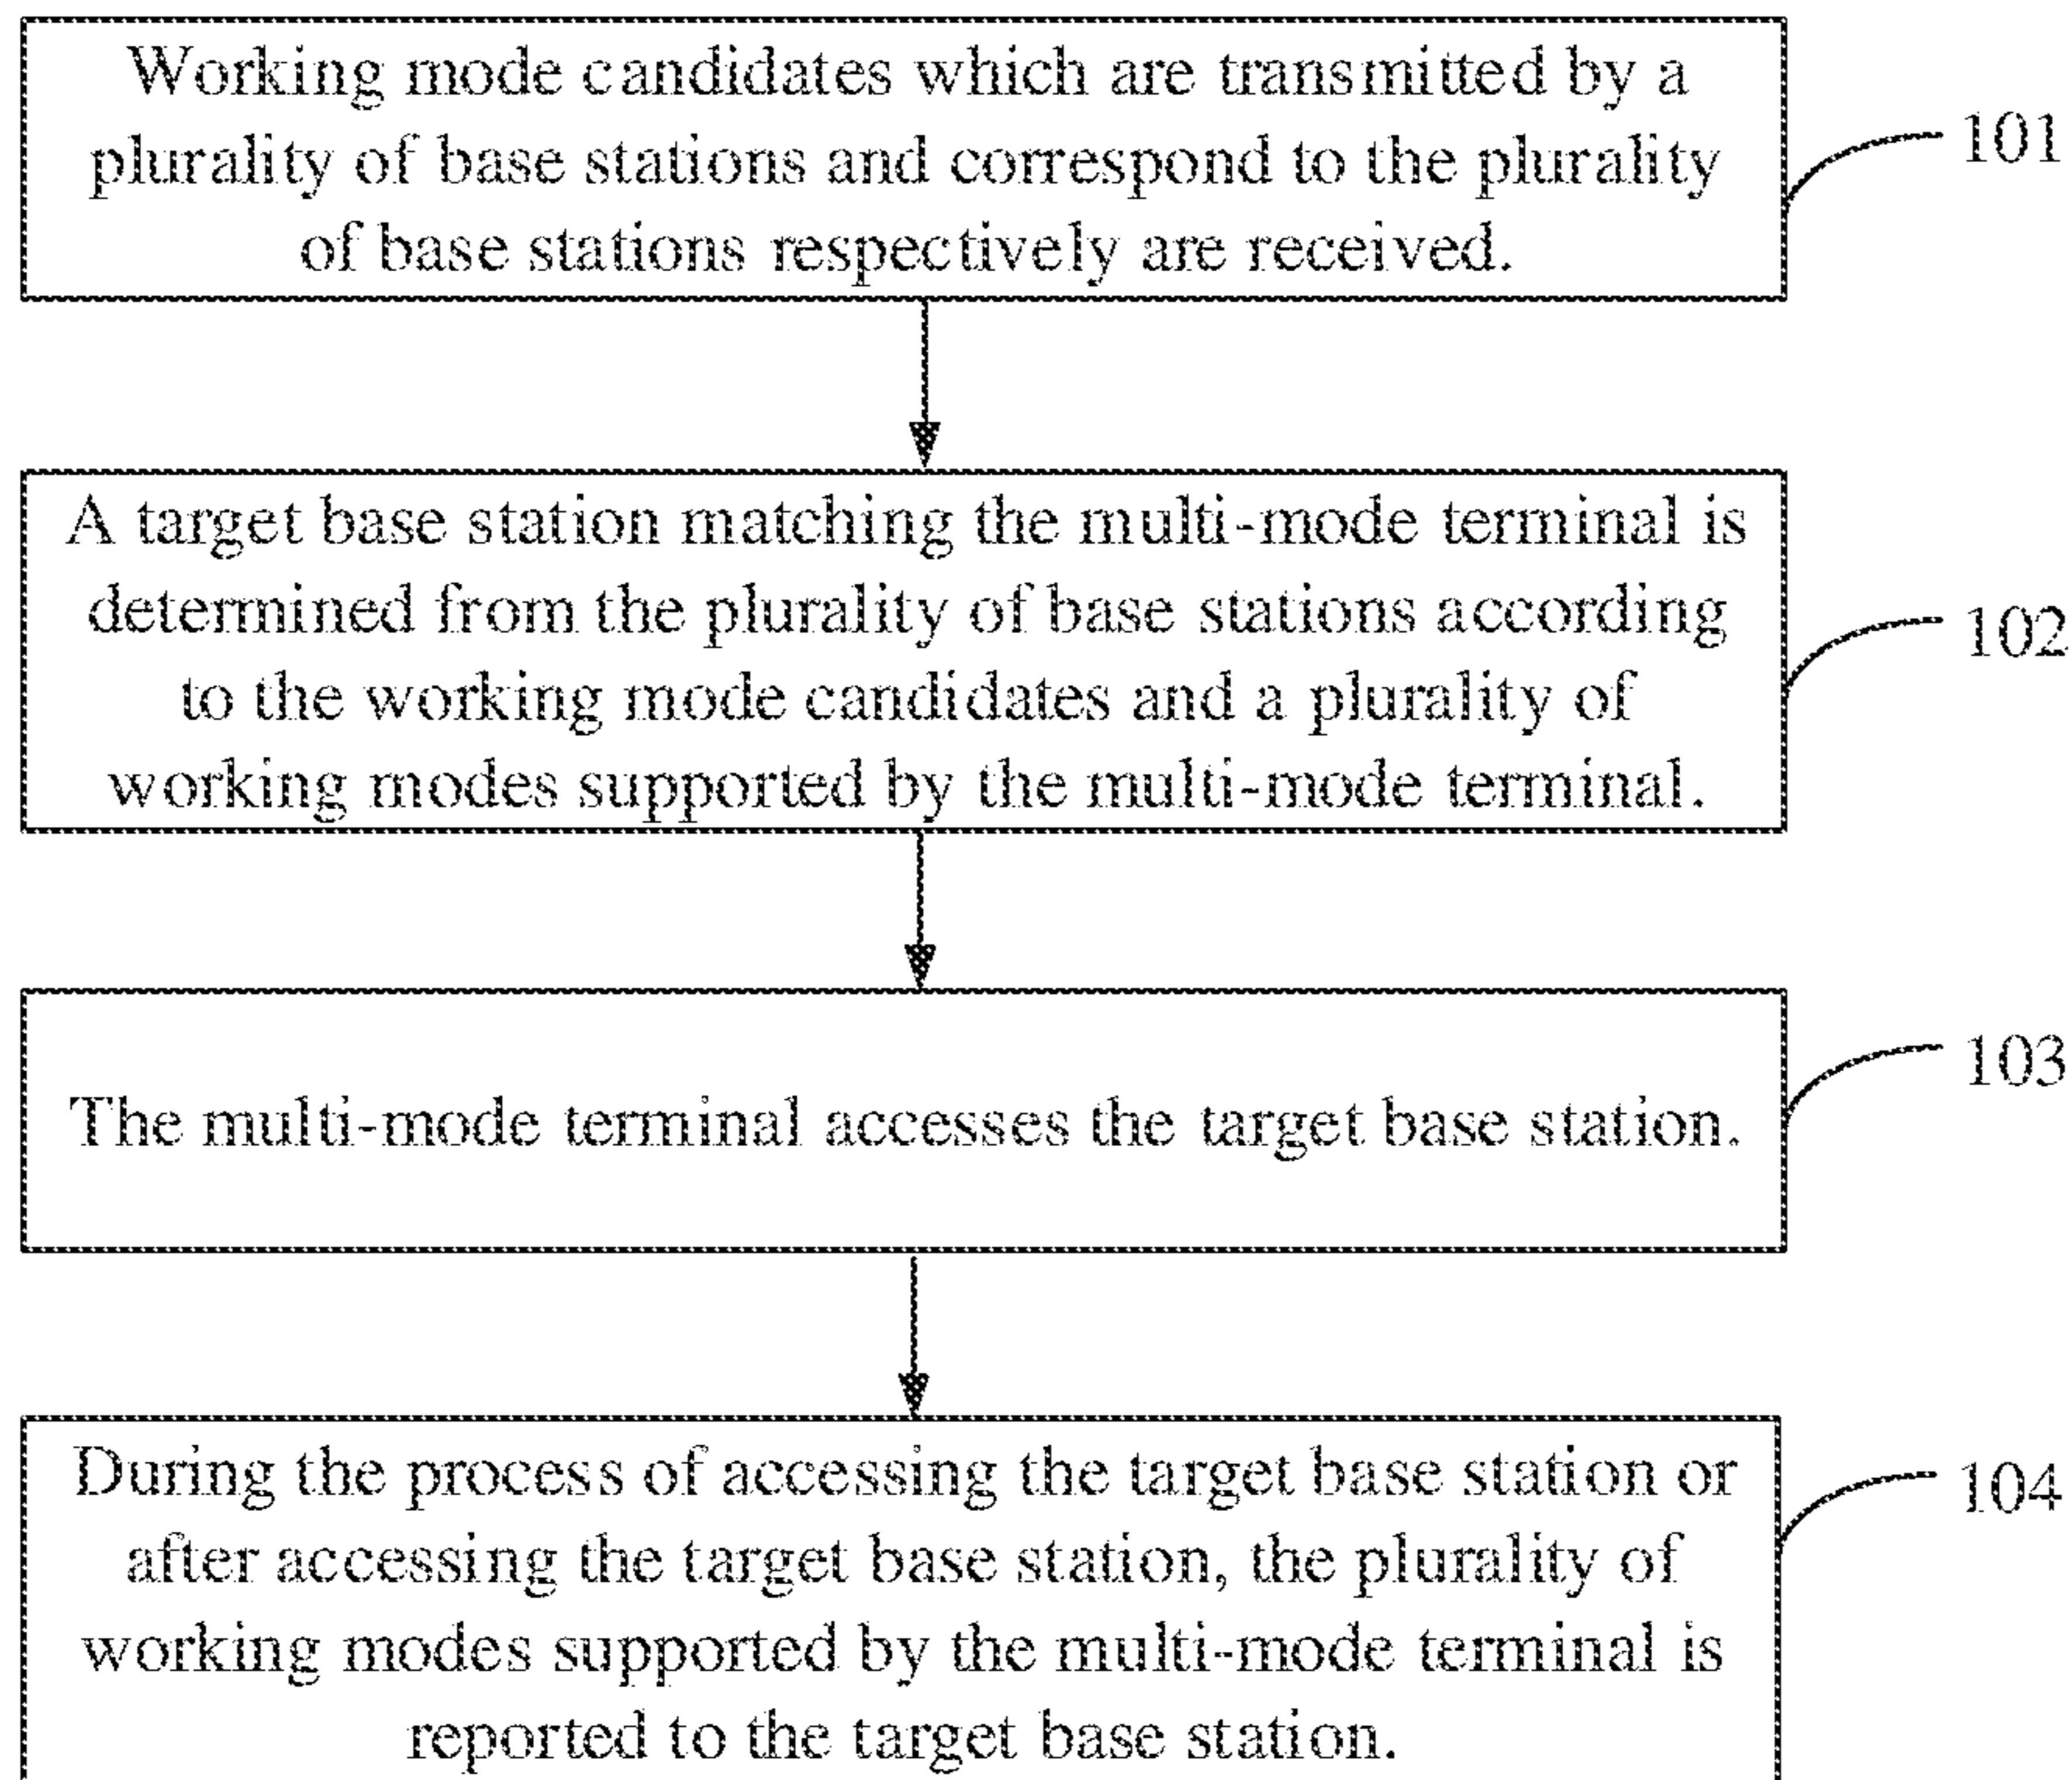 Working mode candidates which are transmitted by a
plurality of base stations and correspond to the plurality
of base stations respectively are received.
101
A target base station matching the multi-mode terminal is
determined from the plurality of base stations according
to the working mode candidates and a plurality of
working modes supported by the multi-mode terminal.
102
The multi-mode terminal accesses the target base station.
103
During the process of accessing the target base station or
after accessing the target base station, the plurality of
working modes supported by the multi-mode terminal is
reported to the target base station.
104